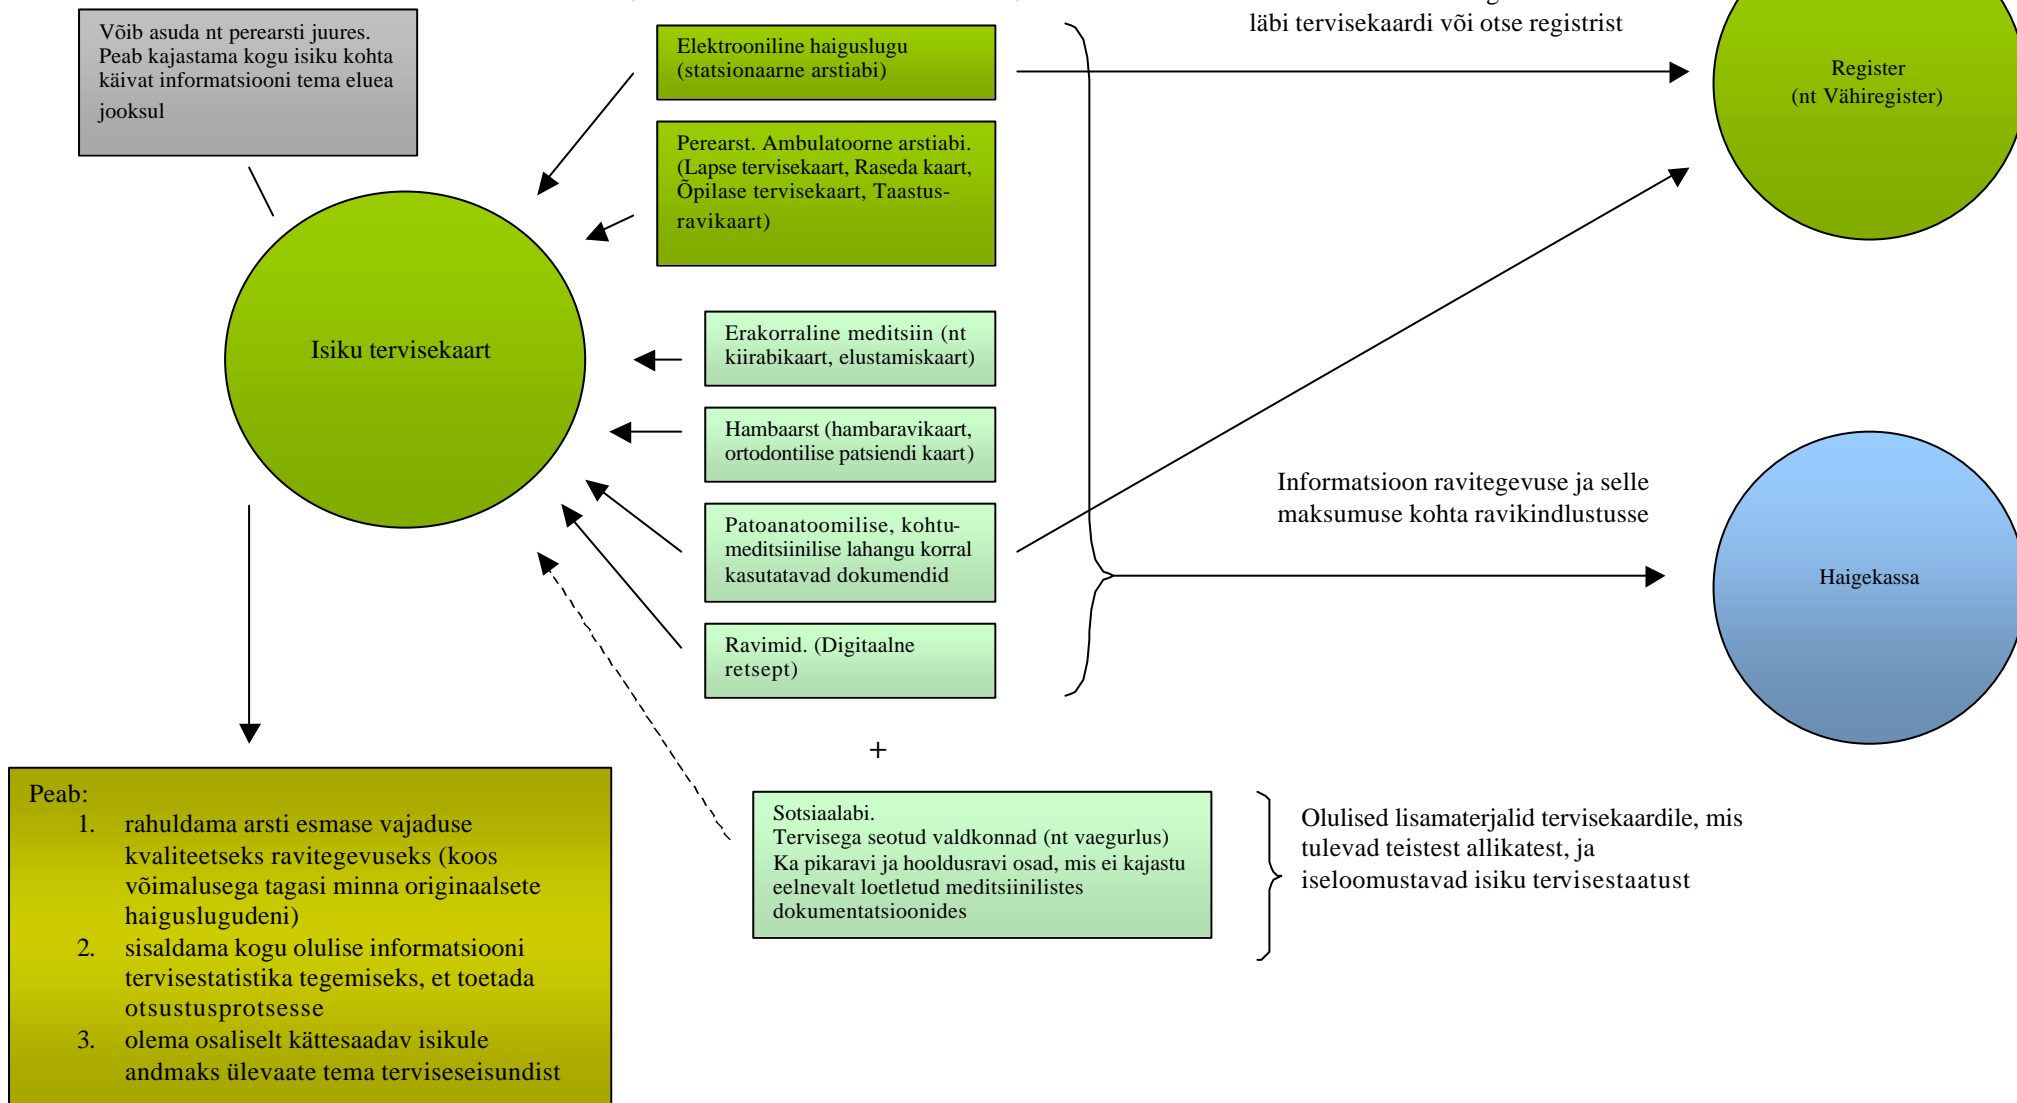 Võib asuda nt perearsti juures.
Peab kajastama kogu isiku kohta
käivat informatsiooni tema eluea
jooksul
Elektrooniline haiguslugu
(statsionaarne arstiabi)
läbi tervisekaardi või otse registrist
Register
(nt Vähiregister)
Perearst. Ambulatoorne arstiabi.
(Lapse tervisekaart, Raseda kaart,
Õpilase tervisekaart, Taastus-
ravikaart)
Isiku tervisekaart
Erakorraline meditsiin (nt
kiirabikaart, elustamiskaart)
Hambaarst (hambaravikaart,
ortodontilise patsiendi kaart)
Patoanatoomilise, kohtu-
meditsiinilise lahangu korral
kasutatavad dokumendid
Ravimid. (Digitaalne
retsept)
Informatsioon ravitegevuse ja selle
maksumuse kohta ravikindlustusse
Haigekassa
+
Sotsiaalabi.
Tervisega seotud valdkonnad (nt vaegurlus)
Ka pikaravi ja hooldusravi osad, mis ei kajastu
eelnevalt loetletud meditsiinilistes
dokumentatsioonides
Olulised lisamaterjalid tervisekaardile, mis
tulevad teistest allikatest, ja
iseloomustavad isiku tervisestaatust
Peab:
1. rahuldama arsti esmase vajaduse
kvaliteetseks ravitegevuseks (koos
võimalusega tagasi minna originaalsete
haiguslugudeni)
2. sisaldama kogu olulise informatsiooni
tervisestatistika tegemiseks, et toetada
otsustusprotsesse
3. olema osaliselt kättesaadav isikule
andmaks ülevaate tema terviseseisundist